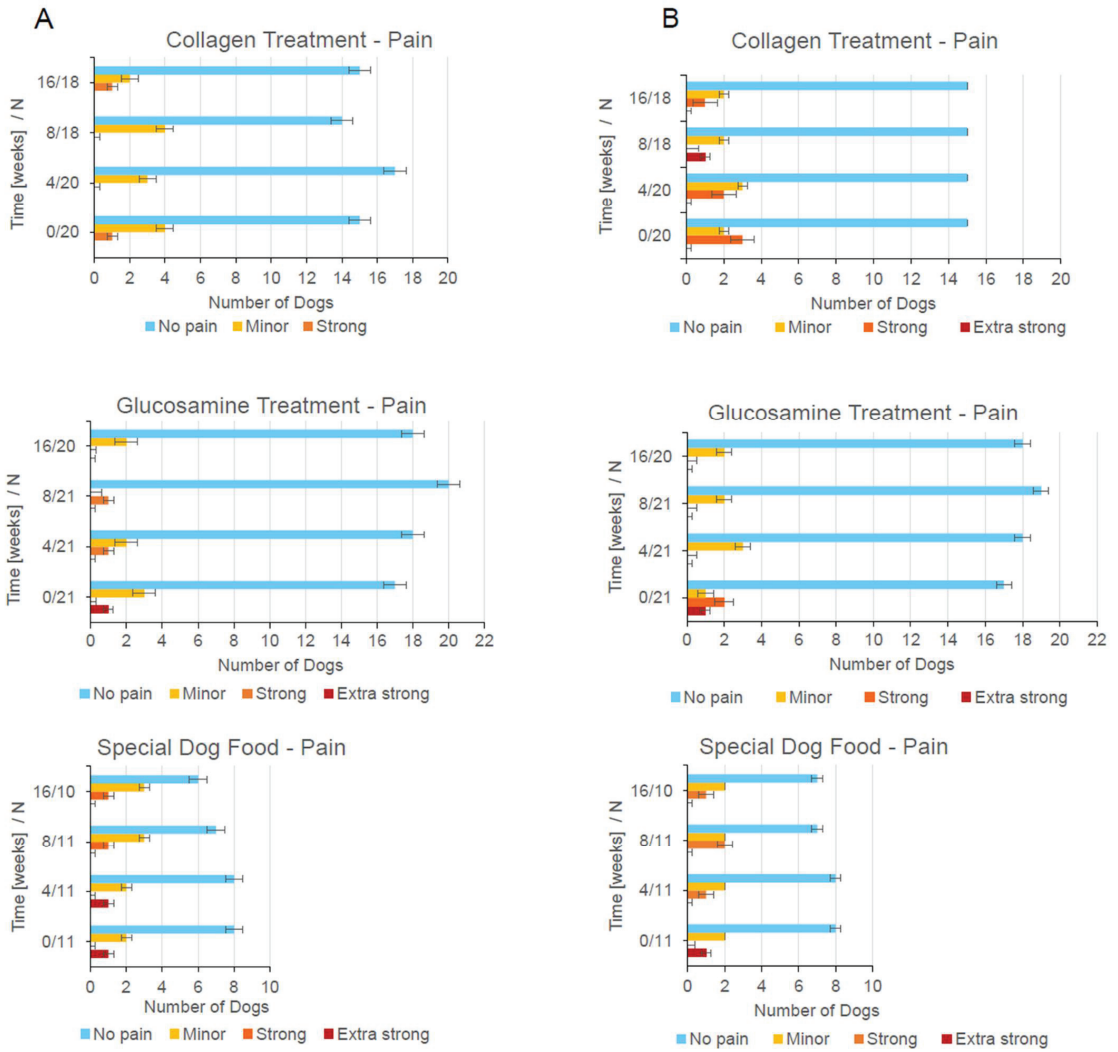 A
Collagen Treatment - Pain
Time [weeks] / N
16/18
8/18
4/20
0/20
0 2 4 6 8 10 12 14 16 18 20
Number of Dogs
No pain Minor Strong
B
Collagen Treatment - Pain
Time [weeks] / N
16/18
8/18
4/20
0/20
0 2 4 6 8 10 12 14 16 18 20
Number of Dogs
No pain Minor Strong Extra strong
Glucosamine Treatment - Pain
Time [weeks] / N
16/20
8/21
4/21
0/21
0 2 4 6 8 10 12 14 16 18 20 22
Number of Dogs
No pain Minor Strong Extra strong
Glucosamine Treatment - Pain
Time [weeks] / N
16/20
8/21
4/21
0/21
0 2 4 6 8 10 12 14 16 18 20 22
Number of Dogs
No pain Minor Strong Extra strong
Special Dog Food - Pain
Time [weeks] / N
16/10
8/11
4/11
0/11
0 2 4 6 8 10
Number of Dogs
No pain Minor Strong Extra strong
Special Dog Food - Pain
Time [weeks] / N
16/10
8/11
4/11
0/11
0 2 4 6 8 10
Number of Dogs
No pain Minor Strong Extra strong